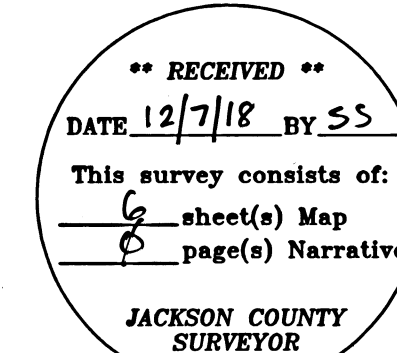 ** RECEIVED **
DATE 12/7/18 BY SS
This survey consists of:
6 sheet(s) Map
0 page(s) Narrative
JACKSON COUNTY
SURVEYOR